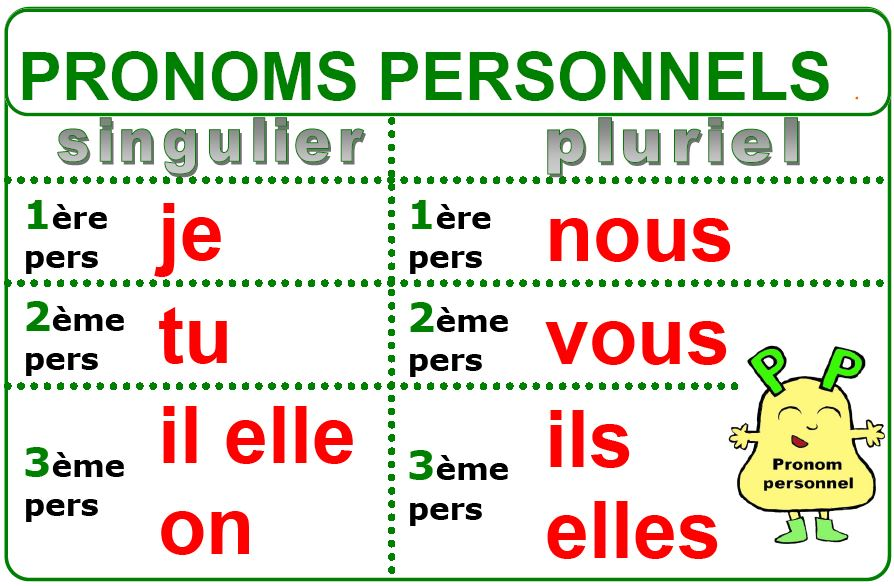 PRONOMS PERSONNELS
singulier pluriel
1ère pers je
1ère pers nous
2ème pers tu
2ème pers vous
3ème pers il elle on
3ème pers ils elles
P P
Pronom
personnel